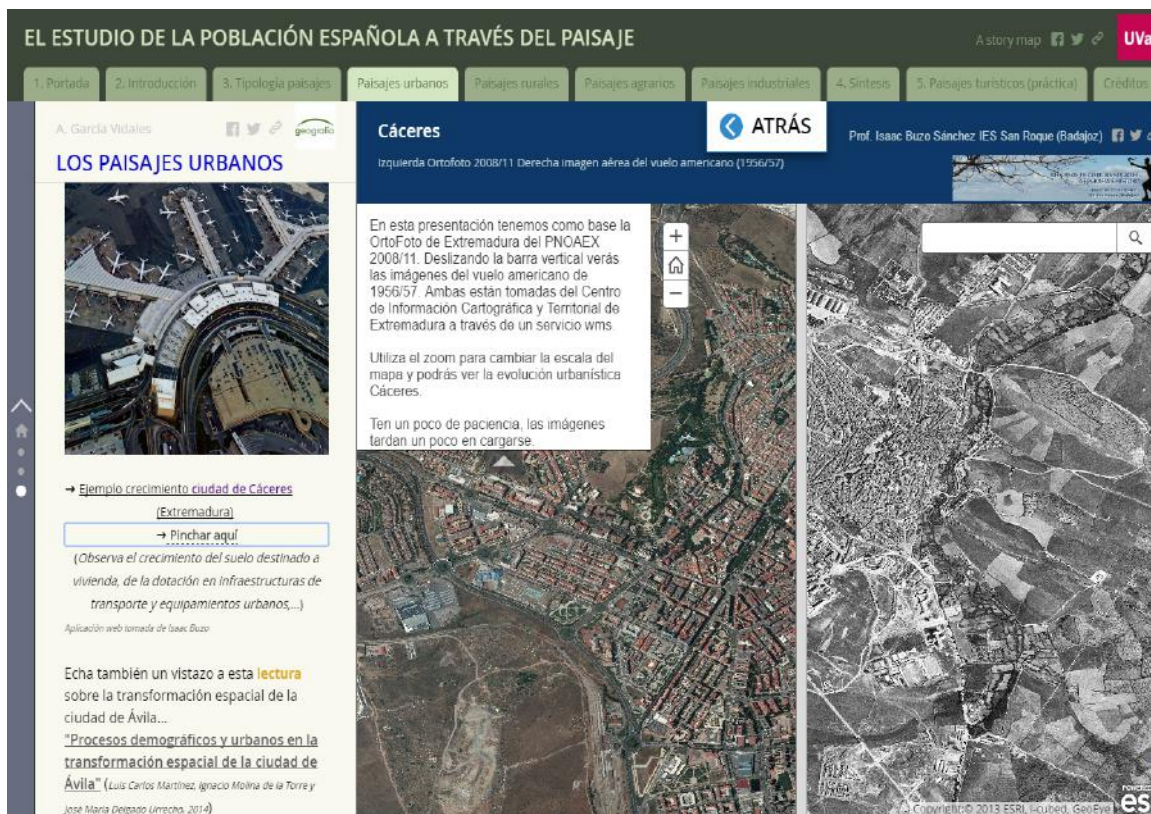 EL ESTUDIO DE LA POBLACIÓN ESPAÑOLA A TRAVÉS DEL PAISAJE
A story map
UVa
1. Portada
2. Introducción
3. Tipología paisajes
Paisajes urbanos
Paisajes rurales
Paisajes agrarios
Paisajes industriales
4. Síntesis
5. Paisajes turísticos (práctica)
Créditos
A. García Vidales
geografía
LOS PAISAJES URBANOS
→ Ejemplo crecimiento ciudad de Cáceres
(Extremadura)
→ Pinchar aquí
(Observa el crecimiento del suelo destinado a
vivienda, de la dotación en infraestructuras de
transporte y equipamientos urbanos,...)
Aplicación web tomada de Isaac Buzo
Echa también un vistazo a esta lectura
sobre la transformación espacial de la
ciudad de Ávila...
"Procesos demográficos y urbanos en la
transformación espacial de la ciudad de
Ávila" (Luis Carlos Martínez, Ignacio Molina de la Torre y
José María Delgado Urrecho, 2014)
Cáceres
Izquierda Ortofoto 2008/11 Derecha imagen aérea del vuelo americano (1956/57)
ATRÁS
Prof. Isaac Buzo Sánchez IES San Roque (Badajoz)
En esta presentación tenemos como base la
OrtoFoto de Extremadura del PNOAEX
2008/11. Deslizando la barra vertical verás
las imágenes del vuelo americano de
1956/57. Ambas están tomadas del Centro
de Información Cartográfica y Territorial de
Extremadura a través de un servicio wms.
Utiliza el zoom para cambiar la escala del
mapa y podrás ver la evolución urbanística
Cáceres.
Ten un poco de paciencia, las imágenes
tardan un poco en cargarse.
Copyright:© 2013 ESRI, i-cubed, GeoEye
POWERED
es